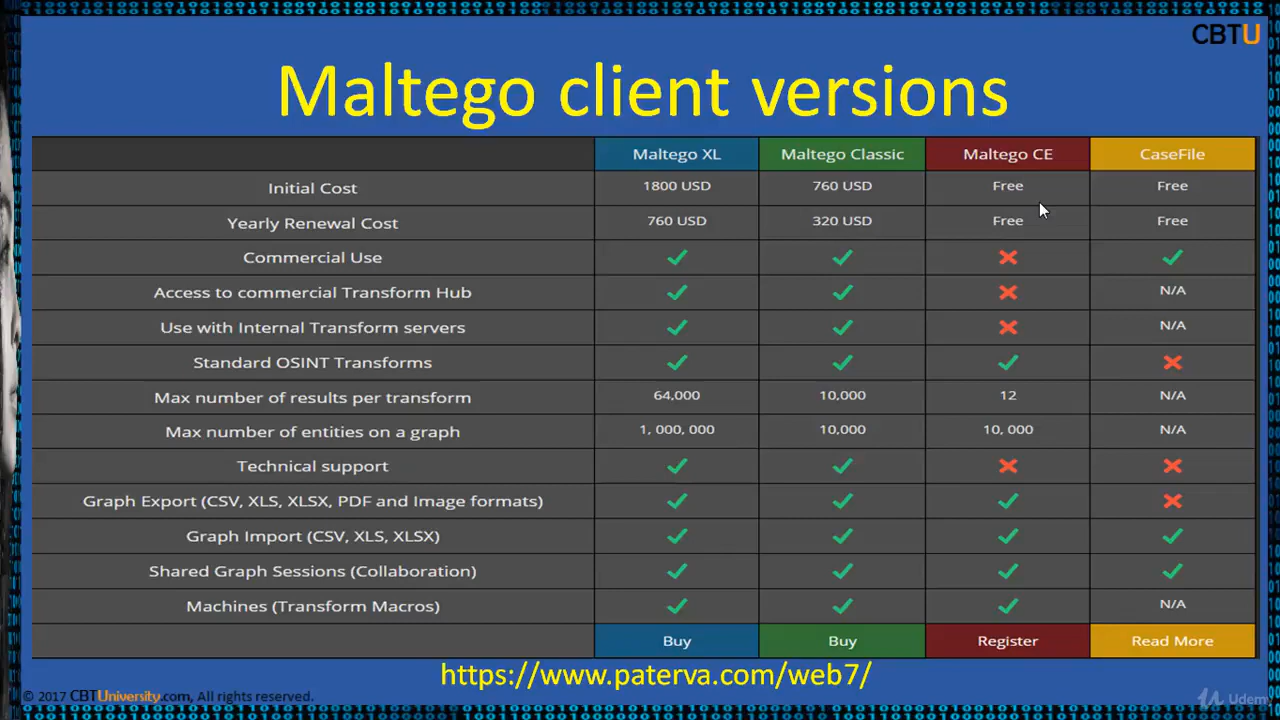 CBTU
Maltego client versions
Maltego XL Maltego Classic Maltego CE CaseFile
Initial Cost 1800 USD 760 USD Free Free
Yearly Renewal Cost 760 USD 320 USD Free Free
Commercial Use
Access to commercial Transform Hub N/A
Use with Internal Transform servers N/A
Standard OSINT Transforms
Max number of results per transform 64,000 10,000 12 N/A
Max number of entities on a graph 1, 000, 000 10,000 10, 000 N/A
Technical support
Graph Export (CSV, XLS, XLSX, PDF and Image formats)
Graph Import (CSV, XLS, XLSX)
Shared Graph Sessions (Collaboration)
Machines (Transform Macros) N/A
Buy Buy Register Read More
https://www.paterva.com/web7/
© 2017 CBTUniversity.com, All rights reserved.
Udemy